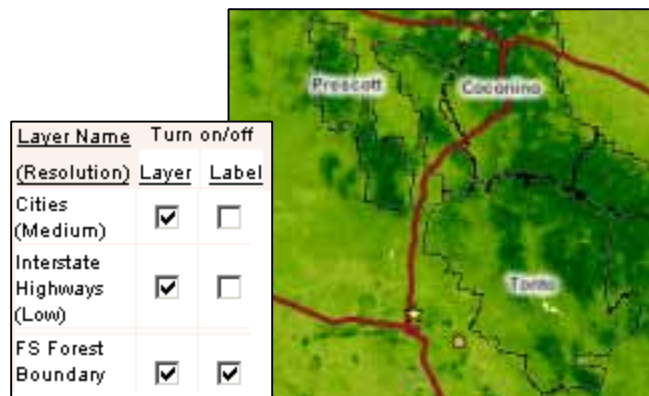 Prescott
Coconino
Tonto
Layer Name Turn on/off
(Resolution) Layer Label
Cities
(Medium)
Interstate
Highways
(Low)
FS Forest
Boundary